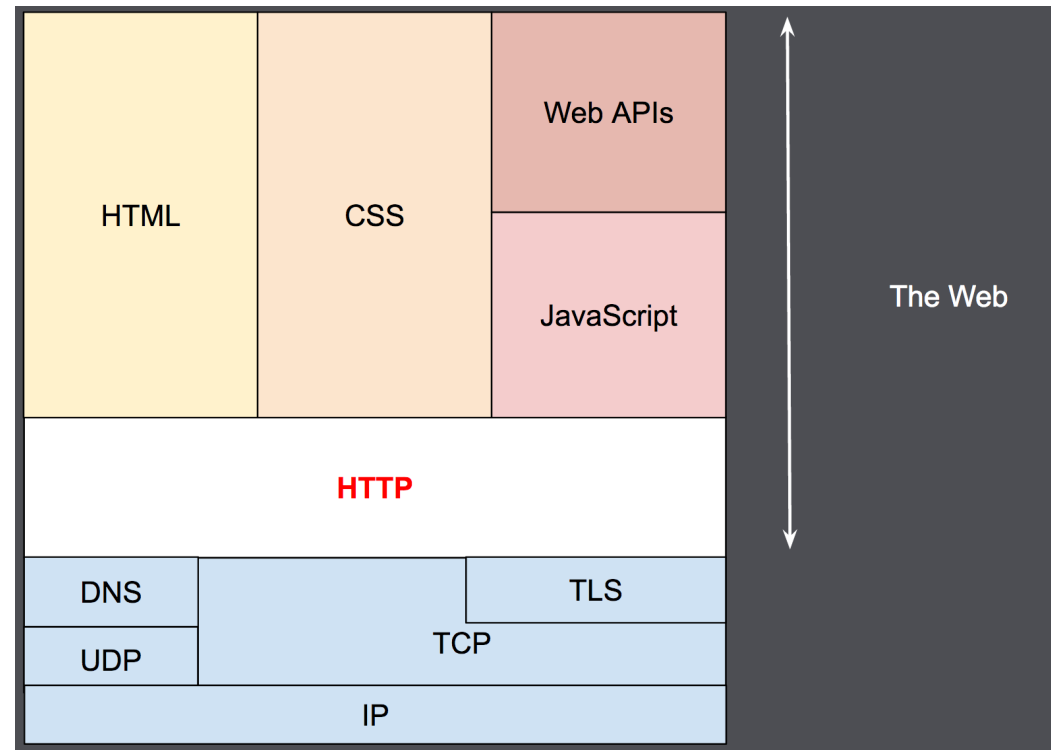 Web APIs
HTML
CSS
JavaScript
The Web
HTTP
DNS
TLS
UDP
TCP
IP